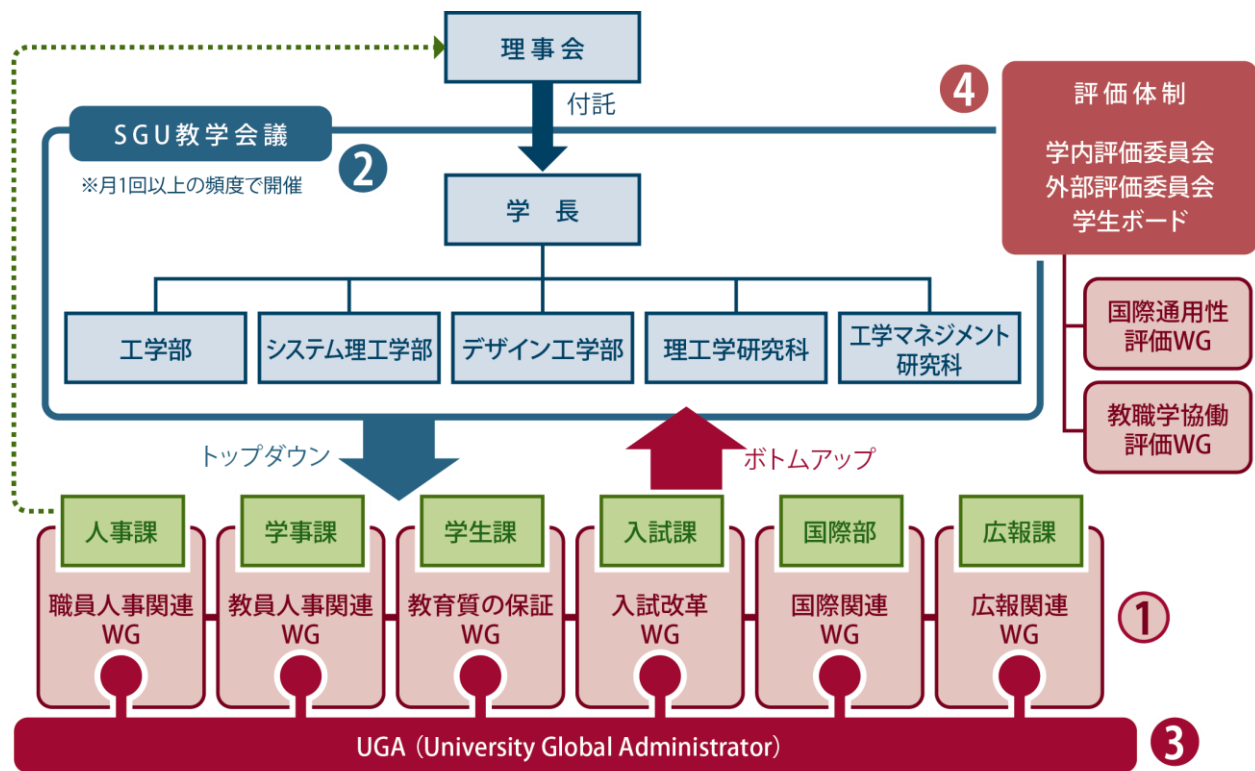 理事会
付託
④
評価体制
学内評価委員会
外部評価委員会
学生ボード
SGU教学会議
②
※月1回以上の頻度で開催
学 長
工学部
システム理工学部
デザイン工学部
理工学研究科
工学マネジメント
研究科
国際通用性
評価WG
教職学協働
評価WG
トップダウン
ボトムアップ
人事課
学事課
学生課
入試課
国際部
広報課
職員人事関連
WG
教員人事関連
WG
教育質の保証
WG
入試改革
WG
国際関連
WG
広報関連
WG
①
UGA(University Global Administrator)
③